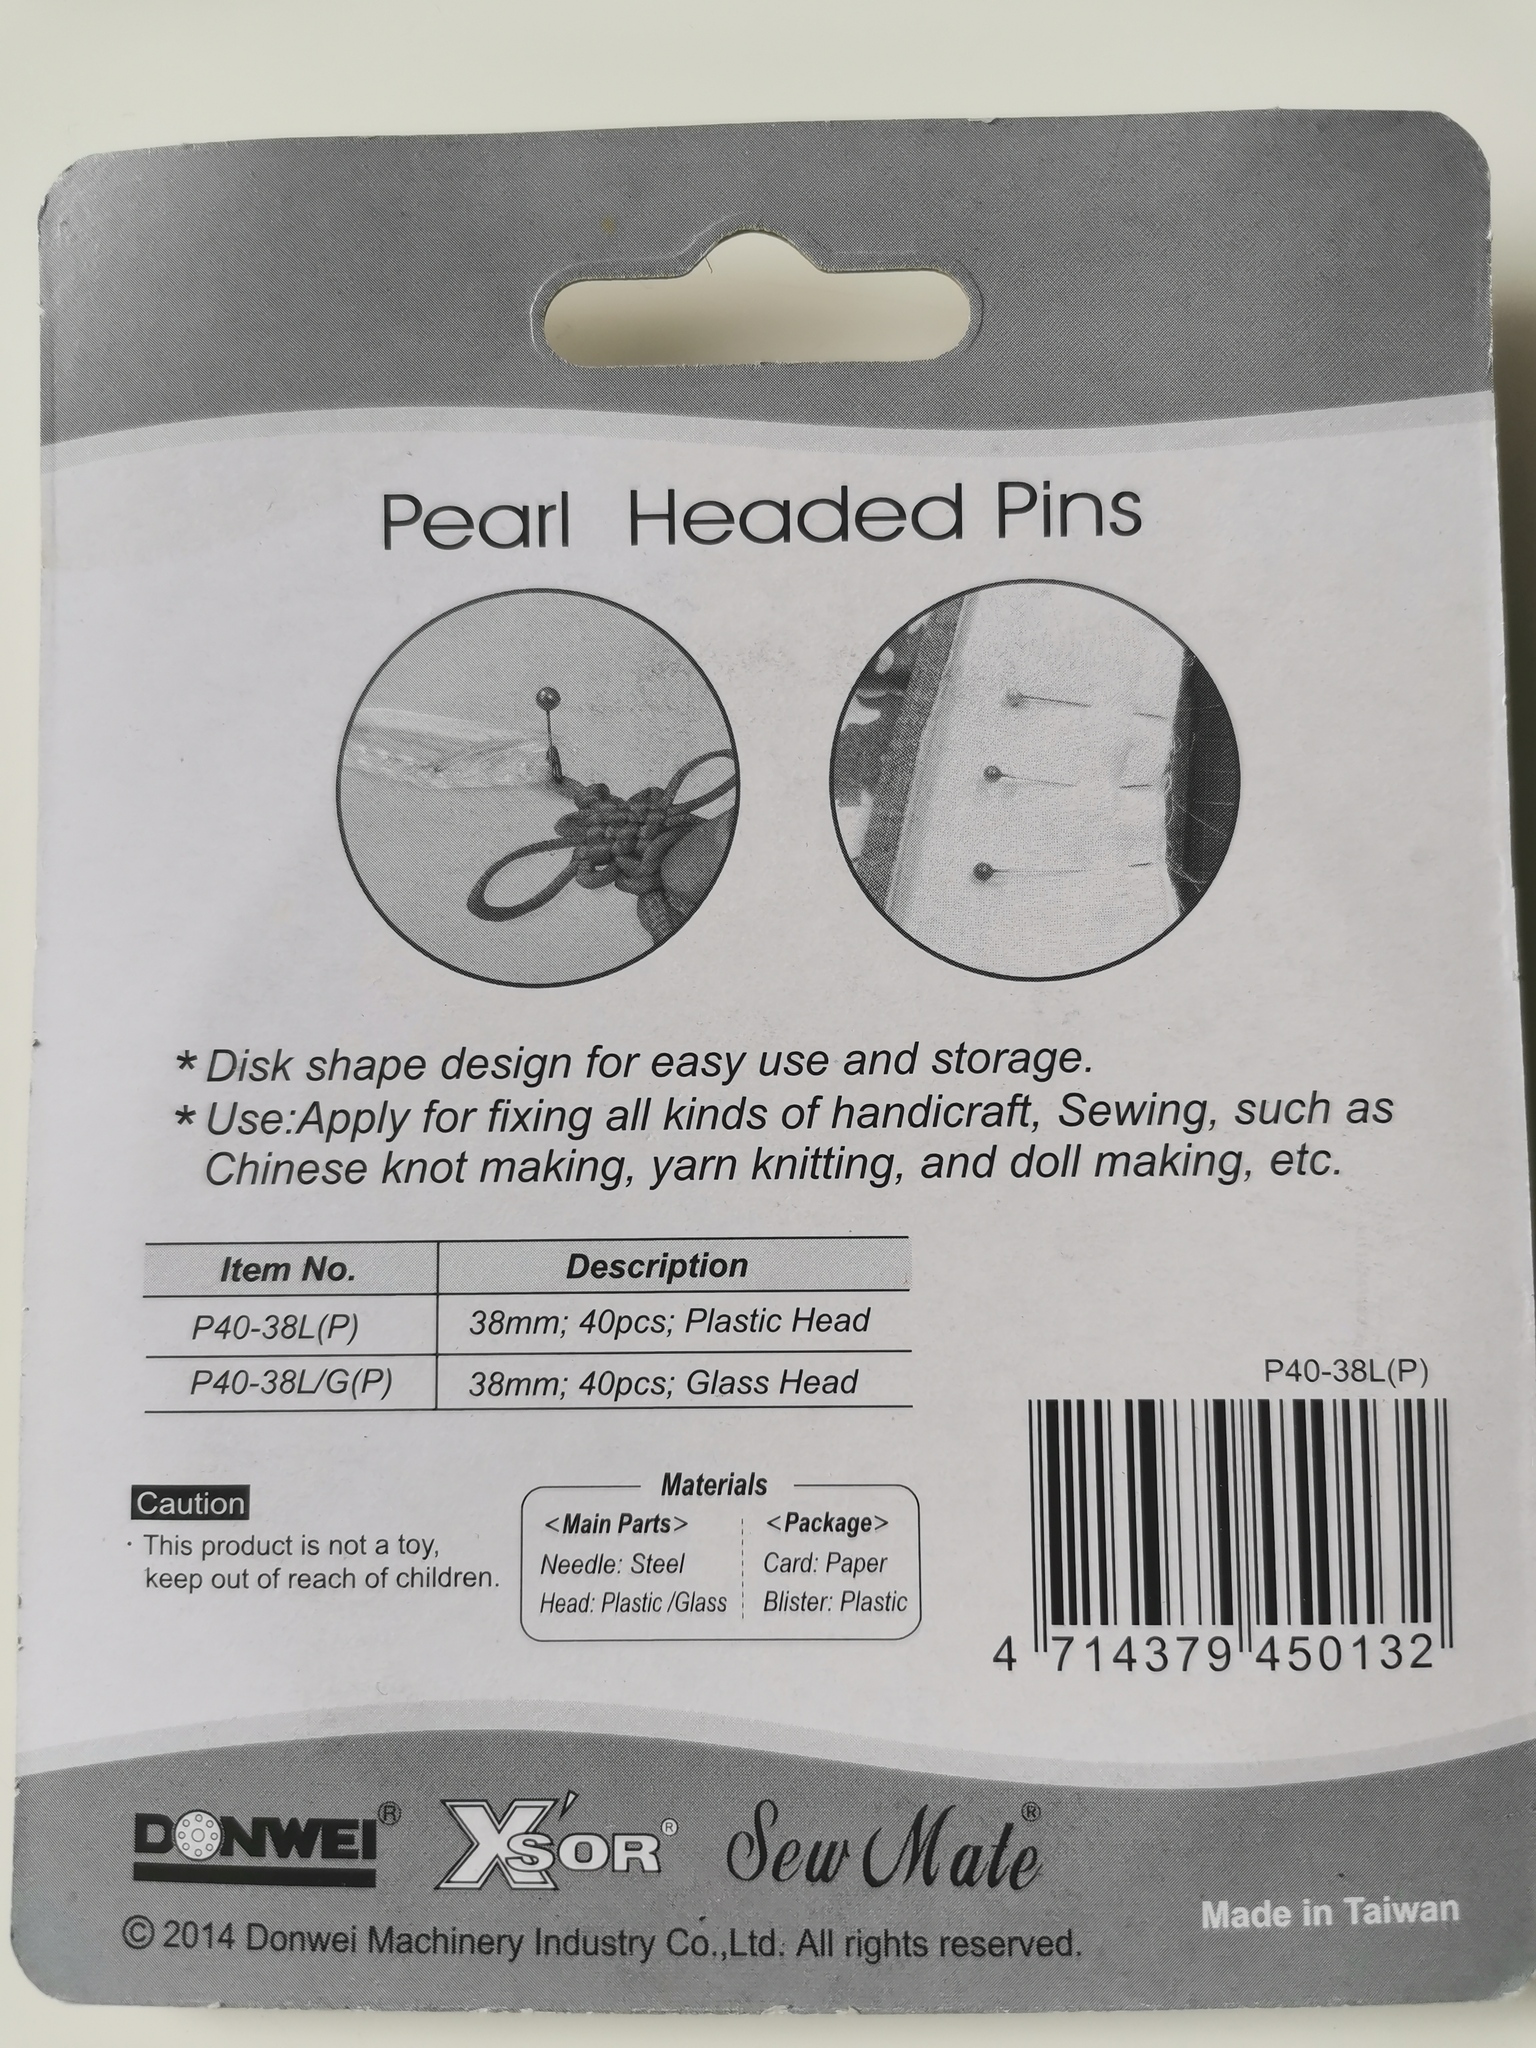 Pearl Headed Pins
* Disk shape design for easy use and storage.
* Use:Apply for fixing all kinds of handicraft, Sewing, such as
Chinese knot making, yarn knitting, and doll making, etc.
Item No. Description
P40-38L(P) 38mm; 40pcs; Plastic Head
P40-38L/G(P) 38mm; 40pcs; Glass Head
P40-38L(P)
4 714379 450132
Caution
· This product is not a toy,
keep out of reach of children.
Materials
<Main Parts> <Package>
Needle: Steel Card: Paper
Head: Plastic /Glass Blister: Plastic
DONWEI® X'SOR® Sew Mate®
Made in Taiwan
© 2014 Donwei Machinery Industry Co.,Ltd. All rights reserved.